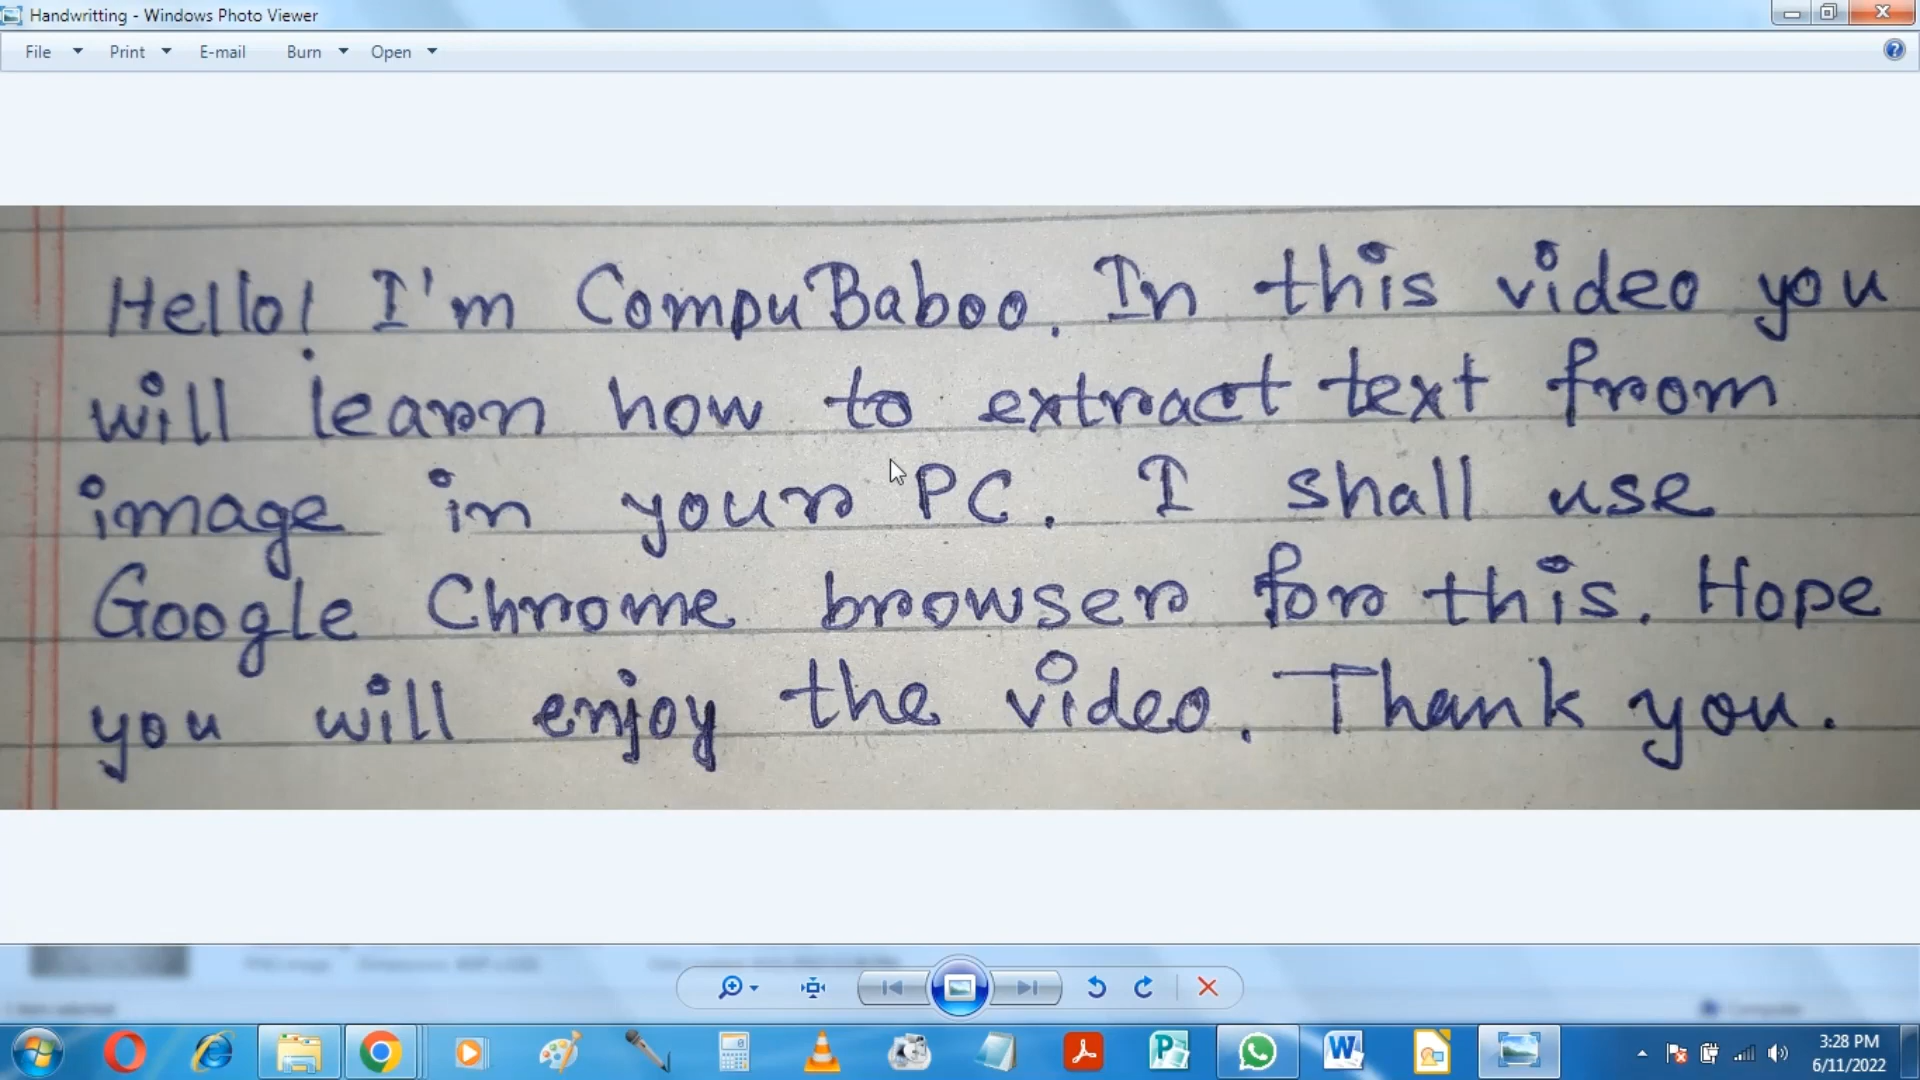 Handwritting - Windows Photo Viewer
File Print E-mail Burn Open
Hello! I'm CompuBaboo. In this video you
will learn how to extract text from
image in your PC. I shall use
Google Chrome browser for this. Hope
you will enjoy the video. Thank you.
3:28 PM
6/11/2022